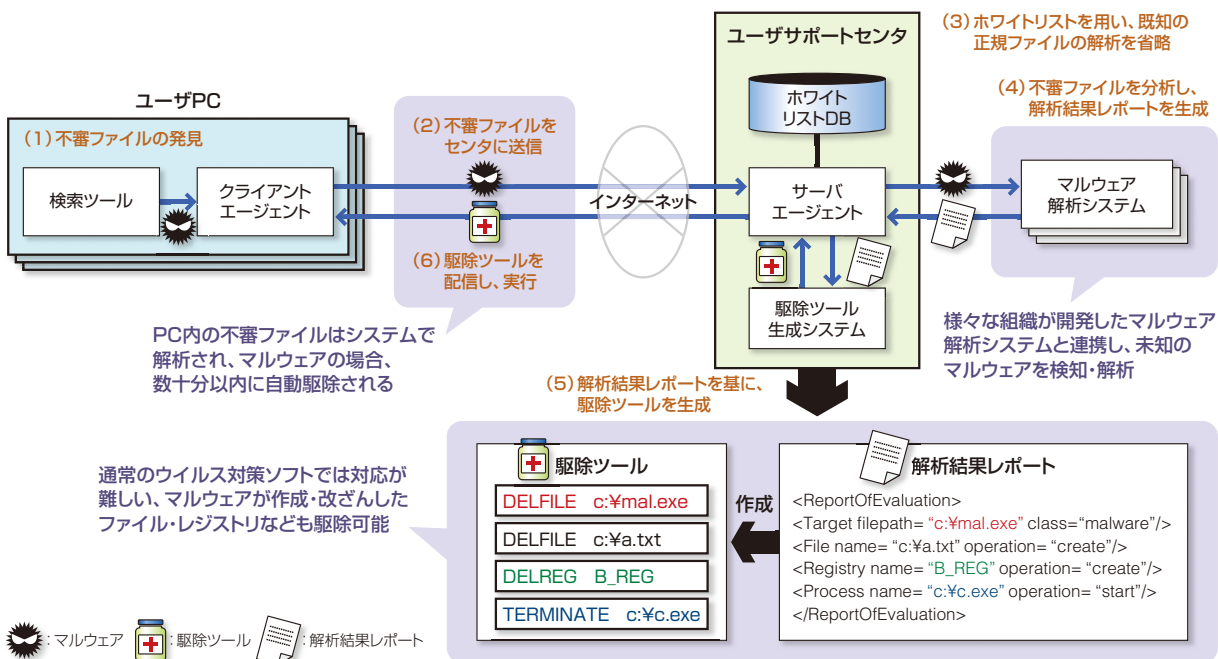 ユーザサポートセンタ
(3)ホワイトリストを用い、既知の
正規ファイルの解析を省略
ホワイト
リストDB
(4)不審ファイルを分析し、
解析結果レポートを生成
ユーザPC
(1)不審ファイルの発見
(2)不審ファイルを
センタに送信
検索ツール
クライアント
エージェント
インターネット
サーバ
エージェント
マルウェア
解析システム
(6)駆除ツールを
配信し、実行
駆除ツール
生成システム
PC内の不審ファイルはシステムで
解析され、マルウェアの場合、
数十分以内に自動駆除される
様々な組織が開発したマルウェア
解析システムと連携し、未知の
マルウェアを検知・解析
(5)解析結果レポートを基に、
駆除ツールを生成
通常のウイルス対策ソフトでは対応が
難しい、マルウェアが作成・改ざんした
ファイル・レジストリなども駆除可能
駆除ツール
DELFILE c:¥mal.exe
DELFILE c:¥a.txt
DELREG B_REG
TERMINATE c:¥c.exe
作成
解析結果レポート
<ReportOfEvaluation>
<Target filepath= “c:¥mal.exe” class=“malware”/>
<File name= “c:¥a.txt” operation= “create”/>
<Registry name= “B_REG” operation= “create”/>
<Process name= “c:¥c.exe” operation= “start”/>
</ReportOfEvaluation>
:マルウェア :駆除ツール :解析結果レポート